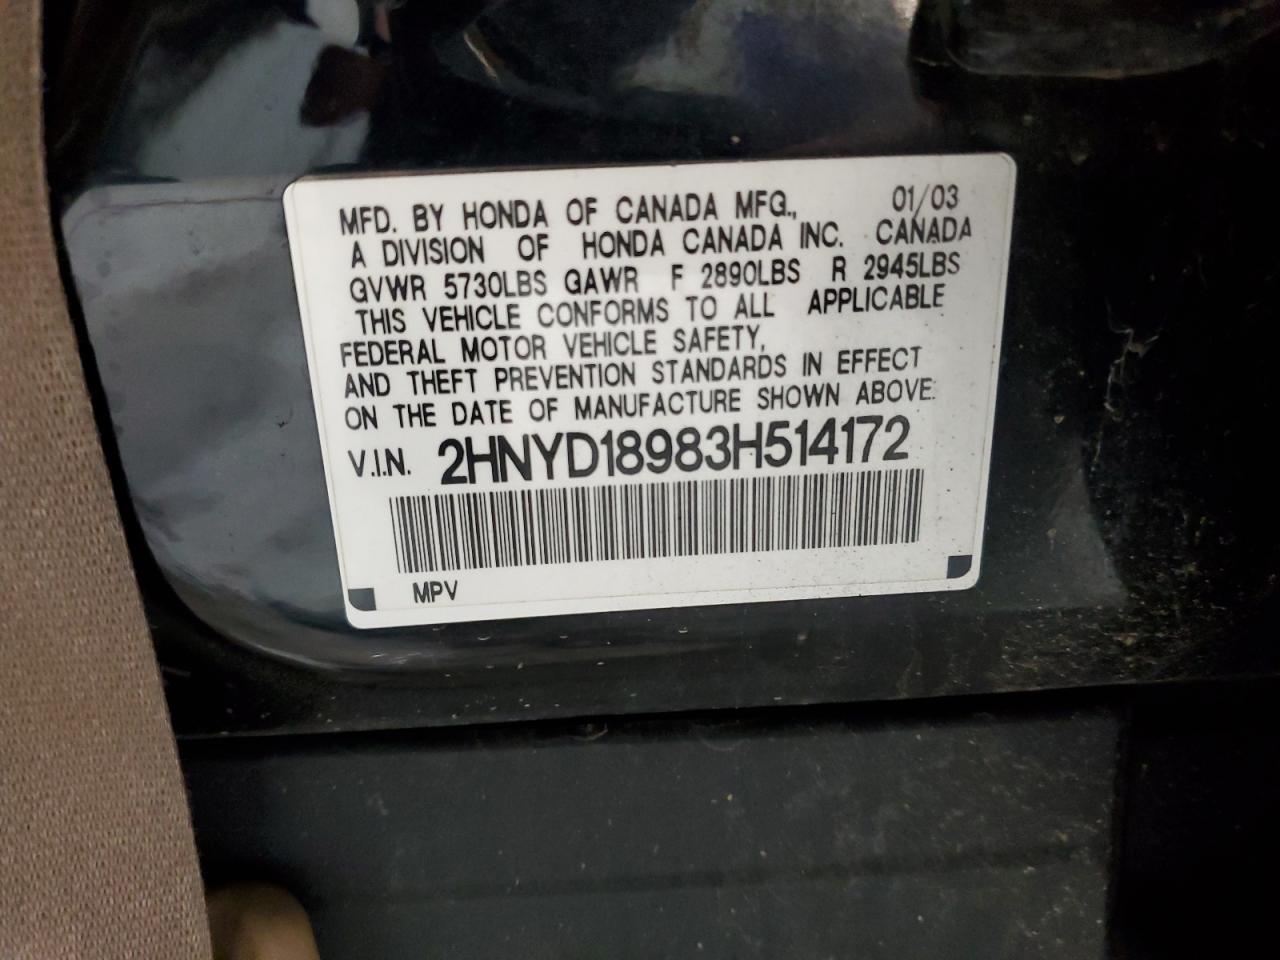 MFD. BY HONDA OF CANADA MFG., 01/03
A DIVISION OF HONDA CANADA INC. CANADA
GVWR 5730LBS GAWR F 2890LBS R 2945LBS
THIS VEHICLE CONFORMS TO ALL APPLICABLE
FEDERAL MOTOR VEHICLE SAFETY,
AND THEFT PREVENTION STANDARDS IN EFFECT
ON THE DATE OF MANUFACTURE SHOWN ABOVE.
V.I.N. 2HNYD18983H514172
MPV